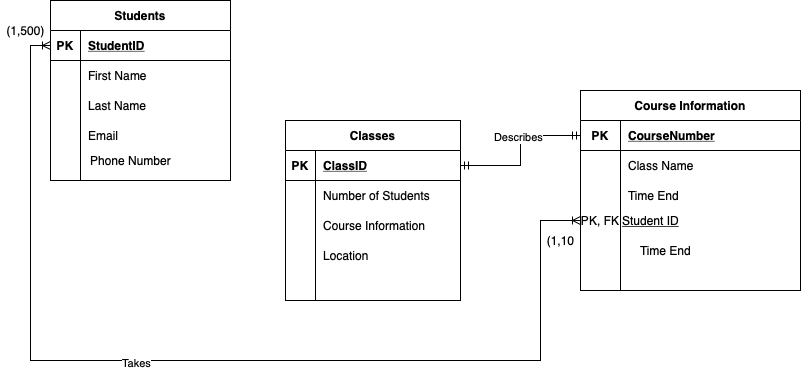 Students
(1,500)
PK StudentID
First Name
Last Name
Email
Phone Number
Classes
PK ClassID
Number of Students
Course Information
Location
Describes
Course Information
PK CourseNumber
Class Name
Time End
PK, FK Student ID
(1,10
Time End
Takes